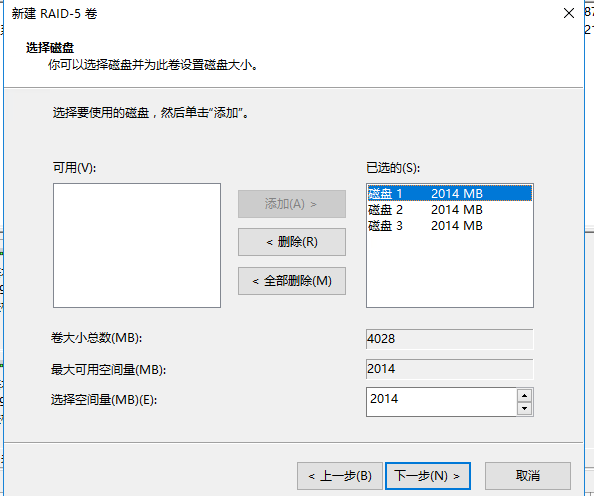 新建 RAID-5 卷
选择磁盘
你可以选择磁盘并为此卷设置磁盘大小。
选择要使用的磁盘，然后单击"添加"。
可用(V):
已选的(S):
添加(A) >
< 删除(R)
< 全部删除(M)
磁盘 1 2014 MB
磁盘 2 2014 MB
磁盘 3 2014 MB
卷大小总数(MB): 4028
最大可用空间量(MB): 2014
选择空间量(MB)(E): 2014
< 上一步(B) 下一步(N) > 取消